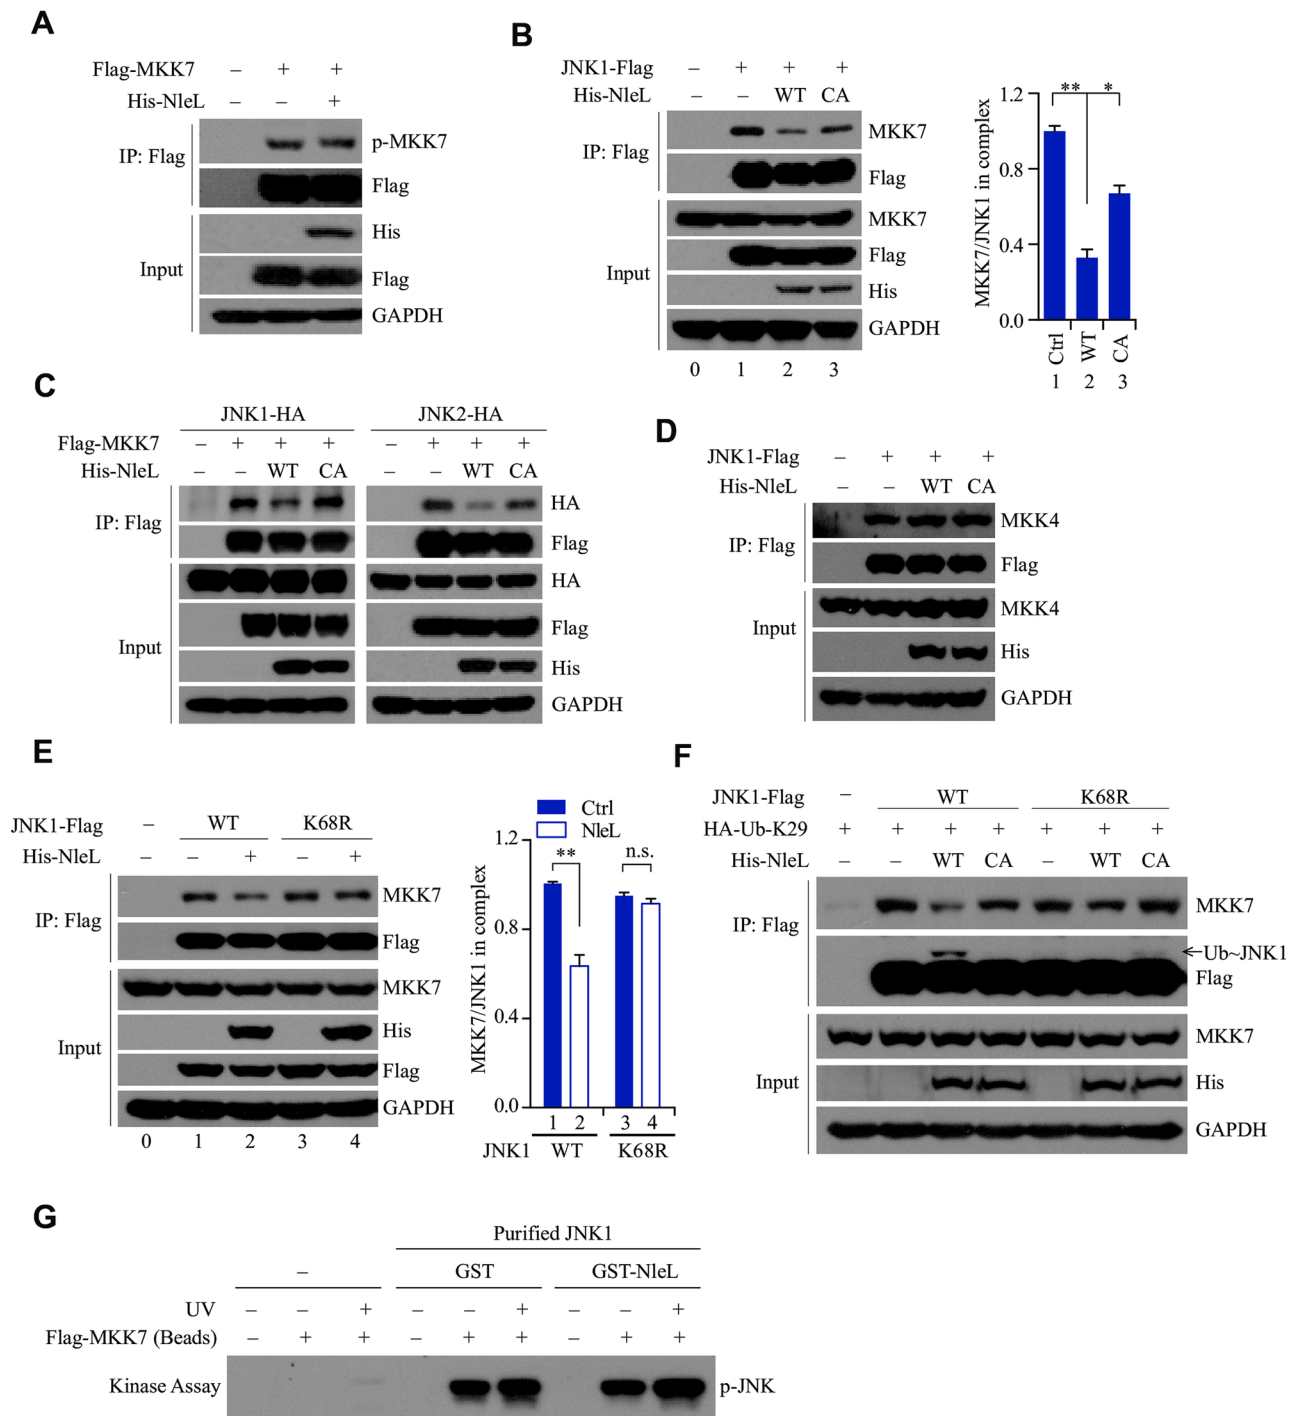 A
Flag-MKK7 – + +
His-NleL – – +
IP: Flag
p-MKK7
Flag
Input
His
Flag
GAPDH
B
JNK1-Flag – + + +
His-NleL – – WT CA
IP: Flag
MKK7
Flag
Input
MKK7
Flag
His
GAPDH
0 1 2 3
MKK7/JNK1 in complex
1.2
0.8
0.4
0.0
** *
Ctrl WT CA
1 2 3
C
JNK1-HA JNK2-HA
Flag-MKK7 – + + + – + + +
His-NleL – – WT CA – – WT CA
IP: Flag
HA
Flag
Input
HA
Flag
His
GAPDH
D
JNK1-Flag – + + +
His-NleL – – WT CA
IP: Flag
MKK4
Flag
Input
MKK4
His
GAPDH
E
JNK1-Flag – WT K68R
His-NleL – – + – +
IP: Flag
MKK7
Flag
Input
MKK7
His
Flag
GAPDH
0 1 2 3 4
Ctrl
NleL
MKK7/JNK1 in complex
1.2
0.8
0.4
0.0
** n.s.
1 2 3 4
JNK1 WT K68R
F
JNK1-Flag – WT K68R
HA-Ub-K29 + + + + + + +
His-NleL – – WT CA – WT CA
IP: Flag
MKK7
←Ub~JNK1
Flag
Input
MKK7
His
GAPDH
G
Purified JNK1
– GST GST-NleL
UV – – + – – + – – +
Flag-MKK7 (Beads) – + + – + + – + +
Kinase Assay p-JNK